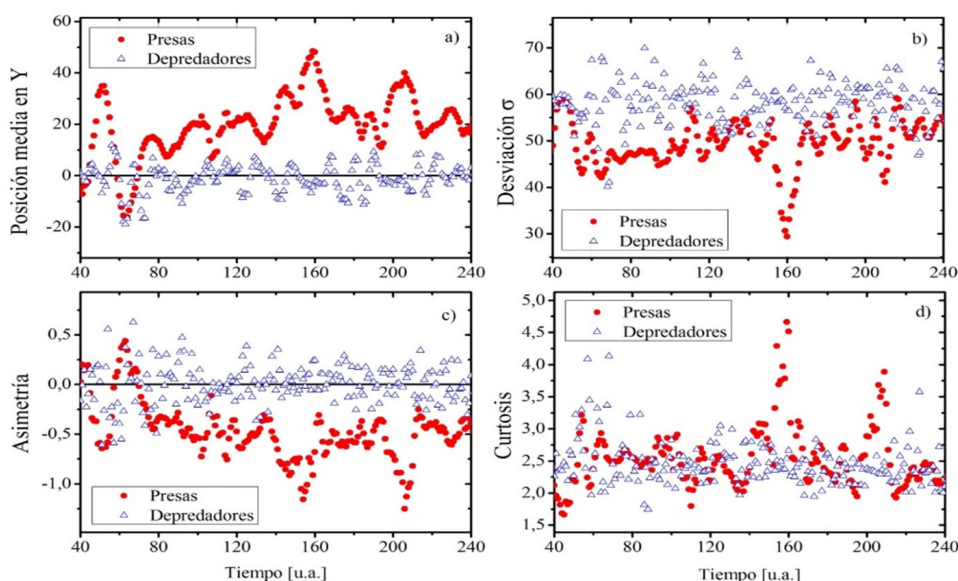 60
40
20
0
-20
Posición media en Y
Presas
Depredadores
a)
40 80 120 160 200 240
70
60
50
40
30
Desviación σ
b)
Presas
Depredadores
40 80 120 160 200 240
0,5
0,0
-0,5
-1,0
Asimetría
c)
Presas
Depredadores
40 80 120 160 200 240
Tiempo [u.a.]
5,0
4,5
4,0
3,5
3,0
2,5
2,0
1,5
Curtosis
Presas
Depredadores
d)
40 80 120 160 200 240
Tiempo [u.a.]